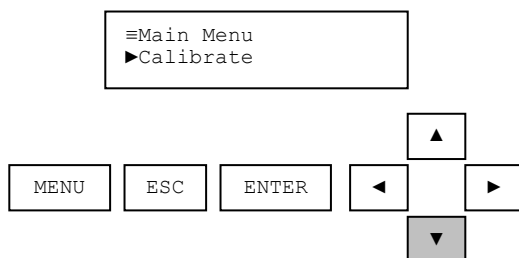 ≡Main Menu
►Calibrate
▲
MENU ESC ENTER ◄ ►
▼